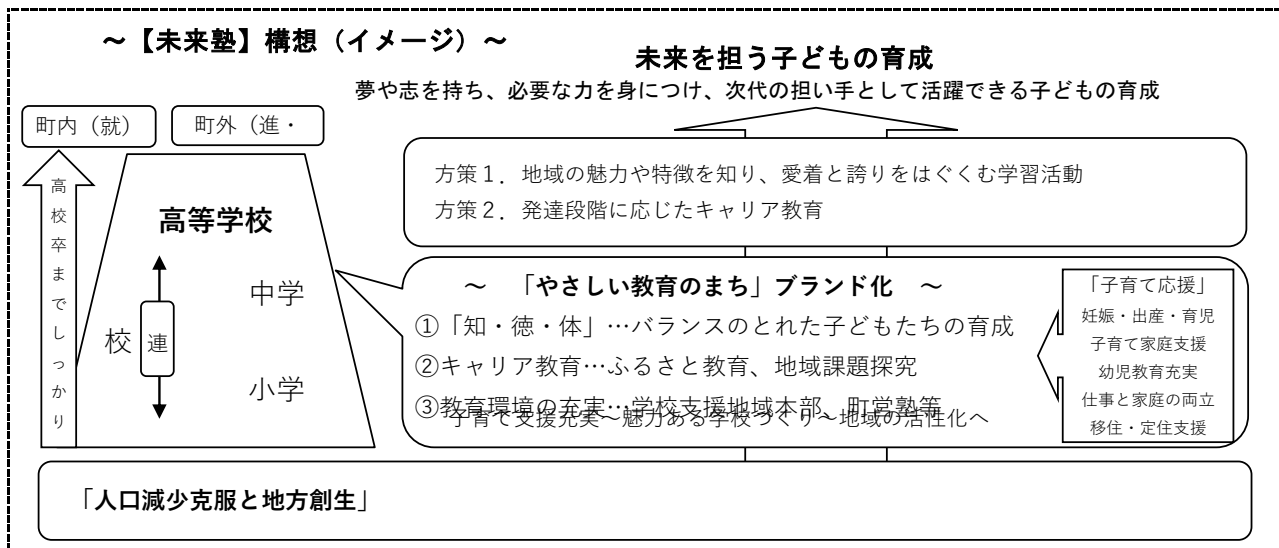 ～【未来塾】構想（イメージ）～
未来を担う子どもの育成
夢や志を持ち、必要な力を身につけ、次代の担い手として活躍できる子どもの育成
町内（就）
町外（進・
高校卒までしっかり
高等学校
中学
校
連
小学
方策１．地域の魅力や特徴を知り、愛着と誇りをはぐくむ学習活動
方策２．発達段階に応じたキャリア教育
～　「やさしい教育のまち」ブランド化　～
①「知・徳・体」…バランスのとれた子どもたちの育成
②キャリア教育…ふるさと教育、地域課題探究
③教育環境の充実…学校支援地域本部、町営塾等
子育て支援充実～魅力ある学校づくり～地域の活性化へ
「子育て応援」
妊娠・出産・育児
子育て家庭支援
幼児教育充実
仕事と家庭の両立
移住・定住支援
「人口減少克服と地方創生」